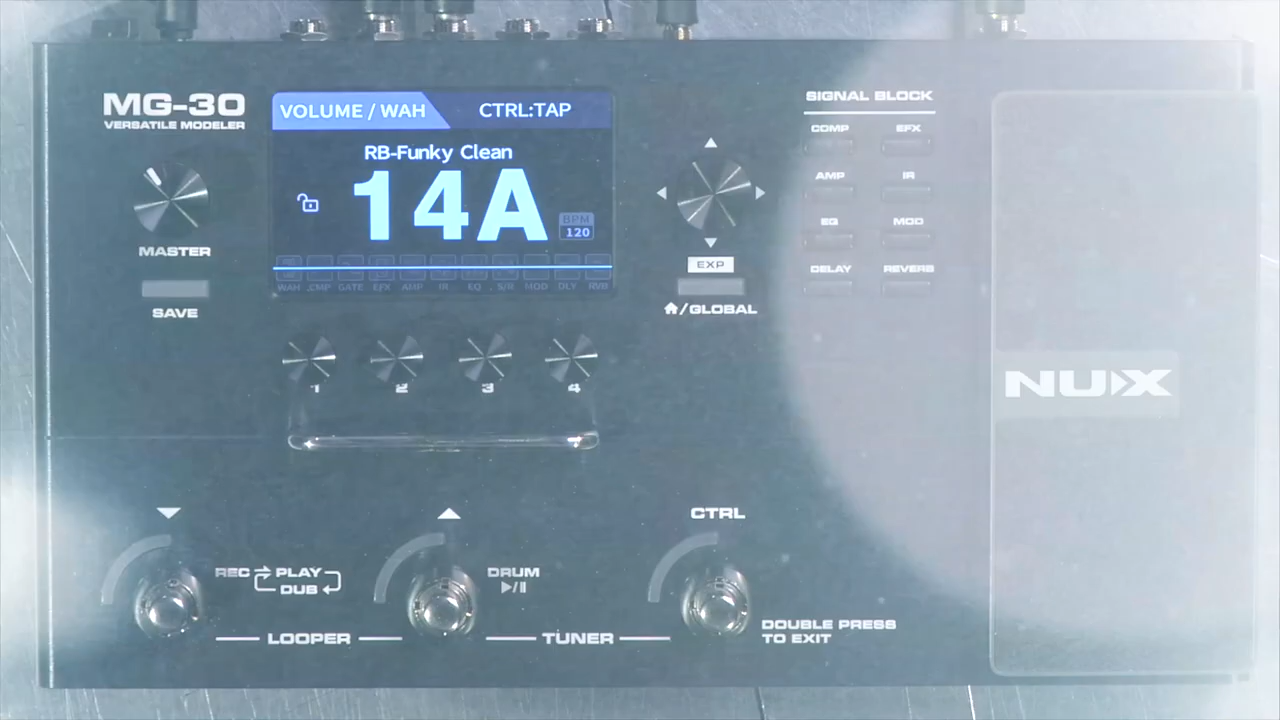 MG-30
VERSATILE MODELER
MASTER
SAVE
VOLUME / WAH
CTRL:TAP
RB-Funky Clean
14A
BPM
120
WAH CMP GATE EFX AMP IR EQ S/R MOD DLY RVB
EXP
/GLOBAL
SIGNAL BLOCK
COMP EFX
AMP IR
EQ MOD
DELAY REVERB
NUX
1 2 3 4
CTRL
REC PLAY
DUB
DRUM
LOOPER
TUNER
DOUBLE PRESS
TO EXIT